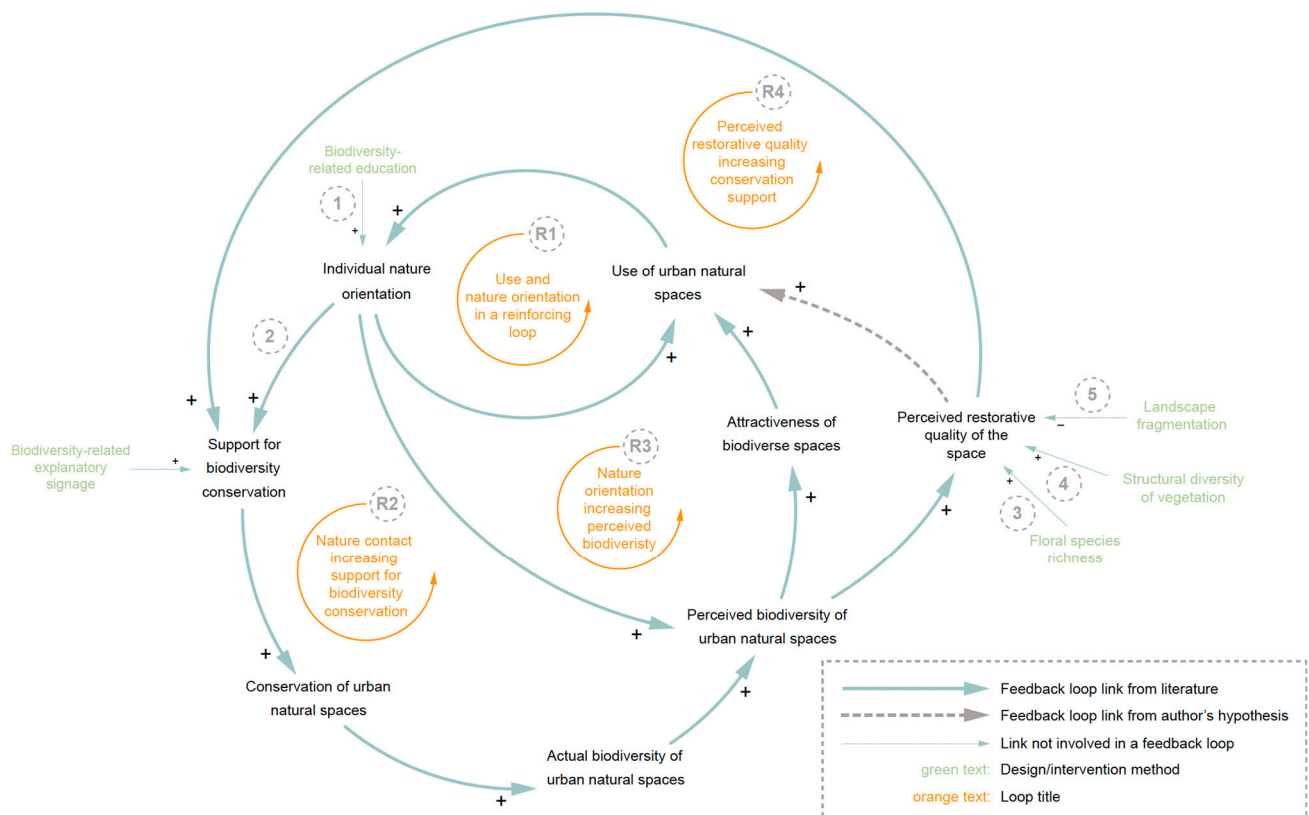 R4
Perceived
restorative quality
increasing
conservation
support
Biodiversity-
related education
1
+
+
R1
Individual nature
orientation
Use of urban natural
spaces
Use and
nature orientation
in a reinforcing
loop
+
2
+
+
+
+
5
Landscape
fragmentation
−
Attractiveness of
biodiverse spaces
Perceived restorative
quality of the
space
Support for
biodiversity
conservation
Biodiversity-related
explanatory
signage
+
R3
Nature
orientation
increasing
perceived
biodiveristy
+
4
Structural diversity
of vegetation
+
3
Floral species
richness
R2
Nature contact
increasing
support for
biodiversity
conservation
+
+
Perceived biodiversity of
urban natural spaces
+
+
Conservation of urban
natural spaces
+
Actual biodiversity of
urban natural spaces
+
Feedback loop link from literature
Feedback loop link from author's hypothesis
Link not involved in a feedback loop
green text: Design/intervention method
orange text: Loop title